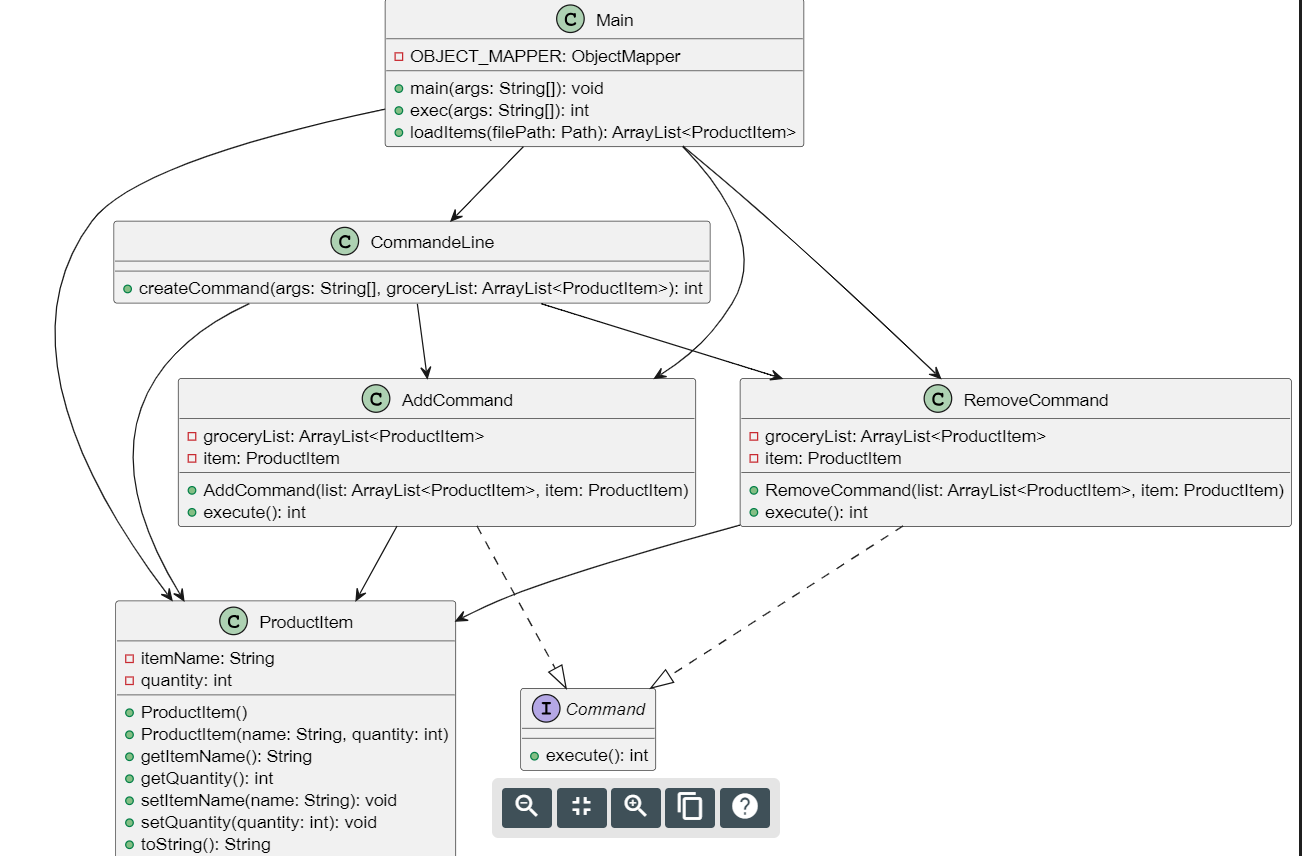 C Main
OBJECT_MAPPER: ObjectMapper
main(args: String[]): void
exec(args: String[]): int
loadItems(filePath: Path): ArrayList<ProductItem>
C CommandeLine
createCommand(args: String[], groceryList: ArrayList<ProductItem>): int
C AddCommand
groceryList: ArrayList<ProductItem>
item: ProductItem
AddCommand(list: ArrayList<ProductItem>, item: ProductItem)
execute(): int
C RemoveCommand
groceryList: ArrayList<ProductItem>
item: ProductItem
RemoveCommand(list: ArrayList<ProductItem>, item: ProductItem)
execute(): int
C ProductItem
itemName: String
quantity: int
ProductItem()
ProductItem(name: String, quantity: int)
getItemName(): String
getQuantity(): int
setItemName(name: String): void
setQuantity(quantity: int): void
toString(): String
I Command
execute(): int
?